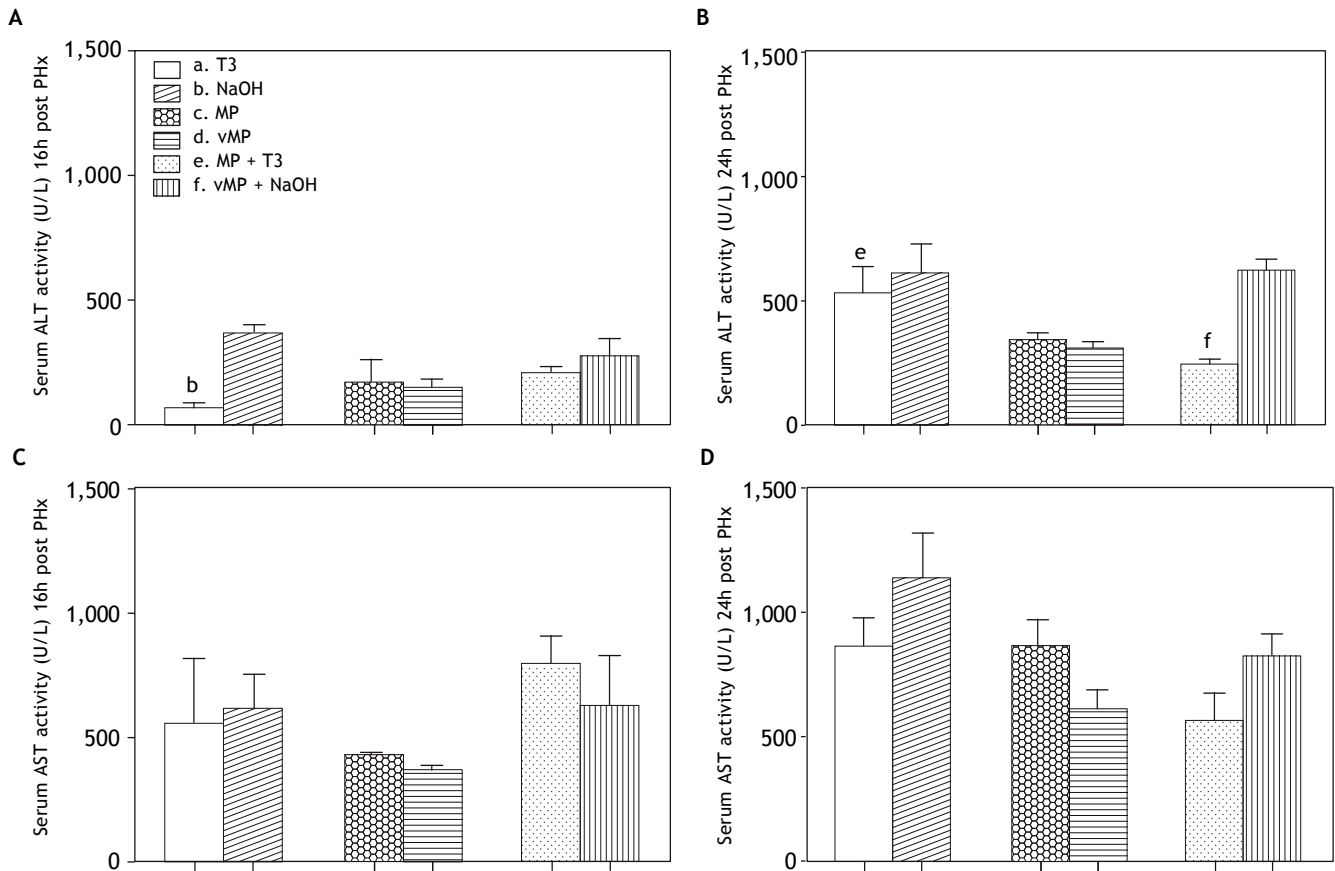 A
Serum ALT activity (U/L) 16h post PHx
1,500
1,000
500
0
a. T3
b. NaOH
c. MP
d. vMP
e. MP + T3
f. vMP + NaOH
b
B
Serum ALT activity (U/L) 24h post PHx
1,500
1,000
500
0
e
f
C
Serum AST activity (U/L) 16h post PHx
1,500
1,000
500
0
D
Serum AST activity (U/L) 24h post PHx
1,500
1,000
500
0